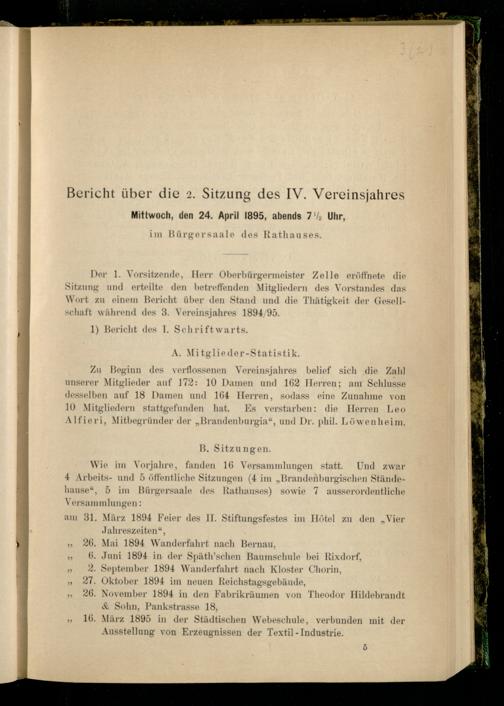 Bericht über die 2. Sitzung des IV. Vereinsjahres
Mittwoch, den 24. April 1895, abends 7½ Uhr,
im Bürgersaale des Rathauses.
Der 1. Vorsitzende, Herr Oberbürgermeister Zelle eröffnete die
Sitzung und erteilte den betreffenden Mitgliedern des Vorstandes das
Wort zu einem Bericht über den Stand und die Thätigkeit der Gesell-
schaft während des 3. Vereinsjahres 1894/95.
1) Bericht des I. Schriftwarts.
A. Mitglieder-Statistik.
Zu Beginn des verflossenen Vereinsjahres belief sich die Zahl
unserer Mitglieder auf 172: 10 Damen und 162 Herren; am Schlusse
desselben auf 18 Damen und 164 Herren, sodass eine Zunahme von
10 Mitgliedern stattgefunden hat. Es verstarben: die Herren Leo
Alfieri, Mitbegründer der „Brandenburgia“, und Dr. phil. Löwenheim.
B. Sitzungen.
Wie im Vorjahre, fanden 16 Versammlungen statt. Und zwar
4 Arbeits- und 5 öffentliche Sitzungen (4 im „Brandenburgischen Stände-
hause“, 5 im Bürgersaale des Rathauses) sowie 7 ausserordentliche
Versammlungen:
am 31. März 1894 Feier des II. Stiftungsfestes im Hôtel zu den „Vier
Jahreszeiten“,
„ 26. Mai 1894 Wanderfahrt nach Bernau,
„ 6. Juni 1894 in der Späth'schen Baumschule bei Rixdorf,
„ 2. September 1894 Wanderfahrt nach Kloster Chorin,
„ 27. Oktober 1894 im neuen Reichstagsgebäude,
„ 26. November 1894 in den Fabrikräumen von Theodor Hildebrandt
& Sohn, Pankstrasse 18,
„ 16. März 1895 in der Städtischen Webeschule, verbunden mit der
Ausstellung von Erzeugnissen der Textil-Industrie.
5